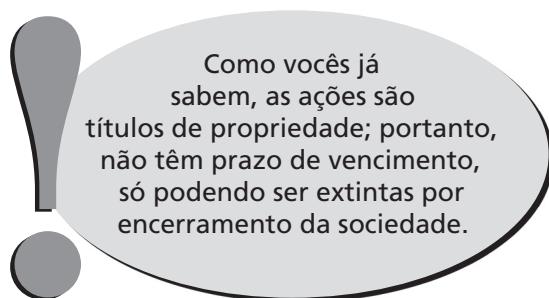 Como vocês já
sabem, as ações são
títulos de propriedade; portanto,
não têm prazo de vencimento,
só podendo ser extintas por
encerramento da sociedade.